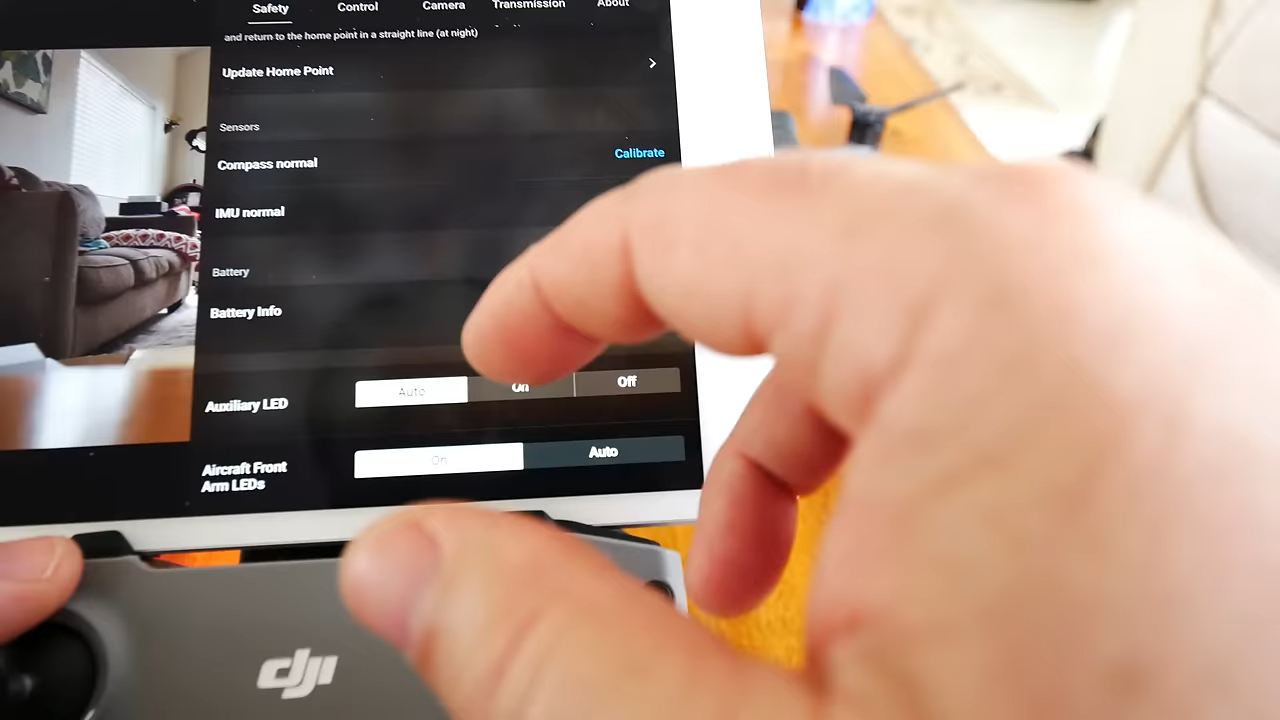 Safety Control Camera Transmission About
and return to the home point in a straight line (at night)
Update Home Point
Sensors
Compass normal Calibrate
IMU normal
Battery
Battery Info
Auxiliary LED Auto On Off
Aircraft Front On Auto
Arm LEDs
dji